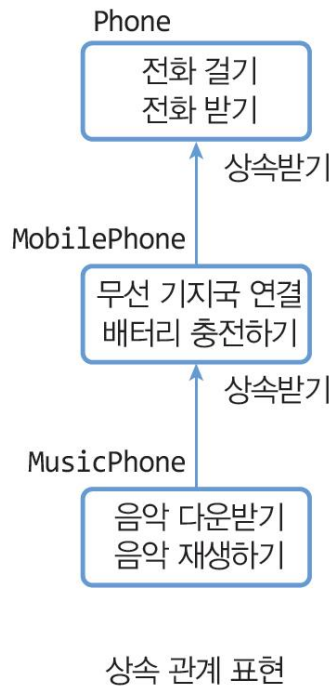 Phone
전화 걸기
전화 받기
상속받기
MobilePhone
무선 기지국 연결
배터리 충전하기
상속받기
MusicPhone
음악 다운받기
음악 재생하기
상속 관계 표현